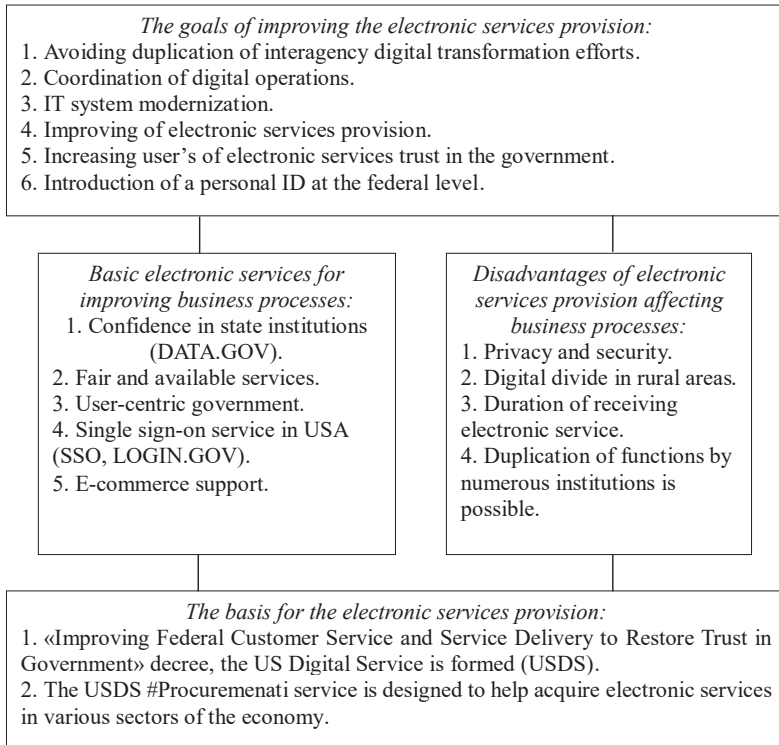 The goals of improving the electronic services provision:
1. Avoiding duplication of interagency digital transformation efforts.
2. Coordination of digital operations.
3. IT system modernization.
4. Improving of electronic services provision.
5. Increasing user's of electronic services trust in the government.
6. Introduction of a personal ID at the federal level.
Basic electronic services for
improving business processes:
1. Confidence in state institutions
(DATA.GOV).
2. Fair and available services.
3. User-centric government.
4. Single sign-on service in USA
(SSO, LOGIN.GOV).
5. E-commerce support.
Disadvantages of electronic
services provision affecting
business processes:
1. Privacy and security.
2. Digital divide in rural areas.
3. Duration of receiving
electronic service.
4. Duplication of functions by
numerous institutions is
possible.
The basis for the electronic services provision:
1. «Improving Federal Customer Service and Service Delivery to Restore Trust in
Government» decree, the US Digital Service is formed (USDS).
2. The USDS #Procuremenati service is designed to help acquire electronic services
in various sectors of the economy.